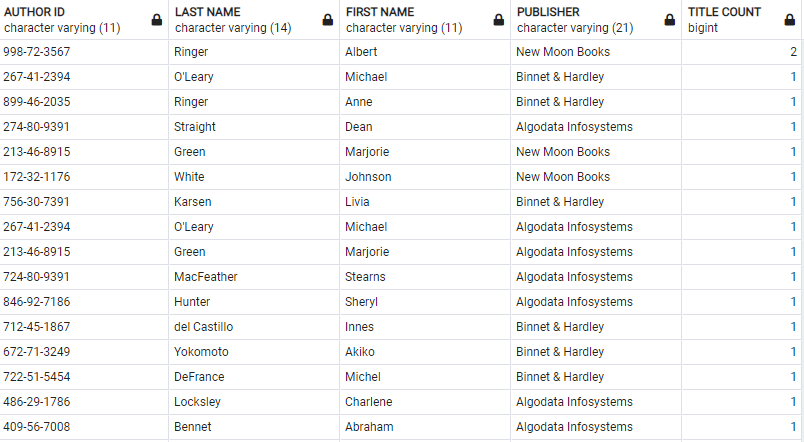 AUTHOR ID LAST NAME FIRST NAME PUBLISHER TITLE COUNT
character varying (11) character varying (14) character varying (11) character varying (21) bigint
998-72-3567 Ringer Albert New Moon Books 2
267-41-2394 O'Leary Michael Binnet & Hardley 1
899-46-2035 Ringer Anne Binnet & Hardley 1
274-80-9391 Straight Dean Algodata Infosystems 1
213-46-8915 Green Marjorie New Moon Books 1
172-32-1176 White Johnson New Moon Books 1
756-30-7391 Karsen Livia Binnet & Hardley 1
267-41-2394 O'Leary Michael Algodata Infosystems 1
213-46-8915 Green Marjorie Algodata Infosystems 1
724-80-9391 MacFeather Stearns Algodata Infosystems 1
846-92-7186 Hunter Sheryl Algodata Infosystems 1
712-45-1867 del Castillo Innes Binnet & Hardley 1
672-71-3249 Yokomoto Akiko Binnet & Hardley 1
722-51-5454 DeFrance Michel Binnet & Hardley 1
486-29-1786 Locksley Charlene Algodata Infosystems 1
409-56-7008 Bennet Abraham Algodata Infosystems 1